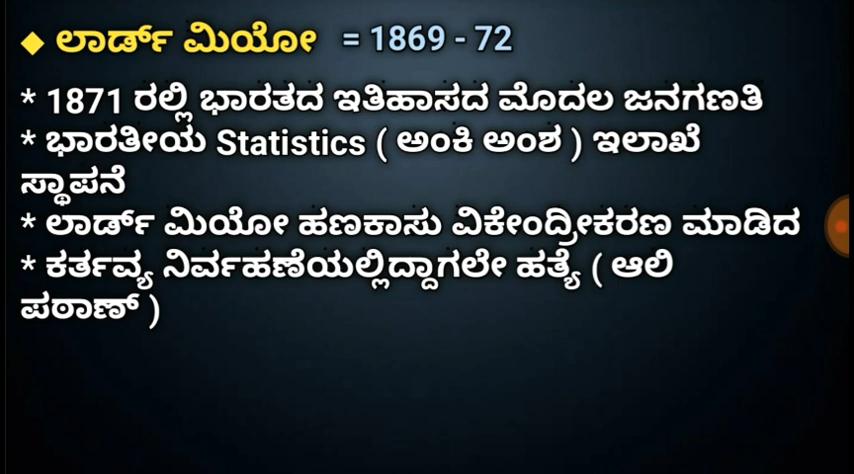 ◆ ಲಾರ್ಡ್ ಮಿಯೋ = 1869 - 72
* 1871 ರಲ್ಲಿ ಭಾರತದ ಇತಿಹಾಸದ ಮೊದಲ ಜನಗಣತಿ
* ಭಾರತೀಯ Statistics ( ಅಂಕಿ ಅಂಶ ) ಇಲಾಖೆ
ಸ್ಥಾಪನೆ
* ಲಾರ್ಡ್ ಮಿಯೋ ಹಣಕಾಸು ವಿಕೇಂದ್ರೀಕರಣ ಮಾಡಿದ
* ಕರ್ತವ್ಯ ನಿರ್ವಹಣೆಯಲ್ಲಿದ್ದಾಗಲೇ ಹತ್ಯೆ ( ಆಲಿ
ಪಠಾಣ್ )